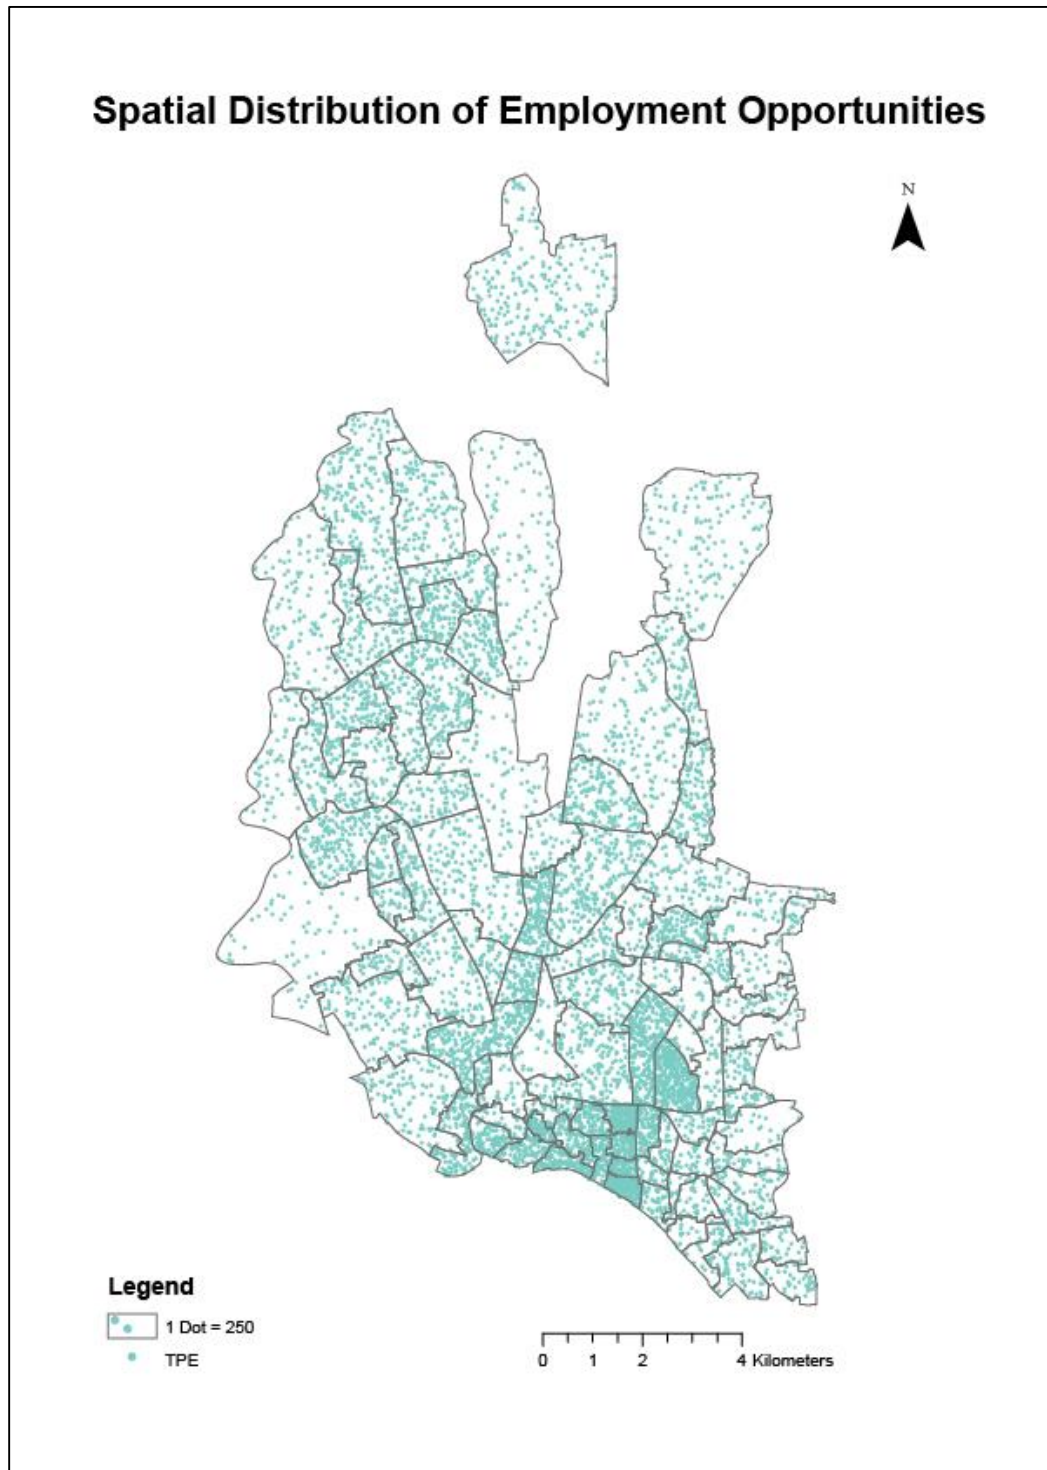 Spatial Distribution of Employment Opportunities
N
Legend
1 Dot = 250
TPE
0 1 2 4 Kilometers